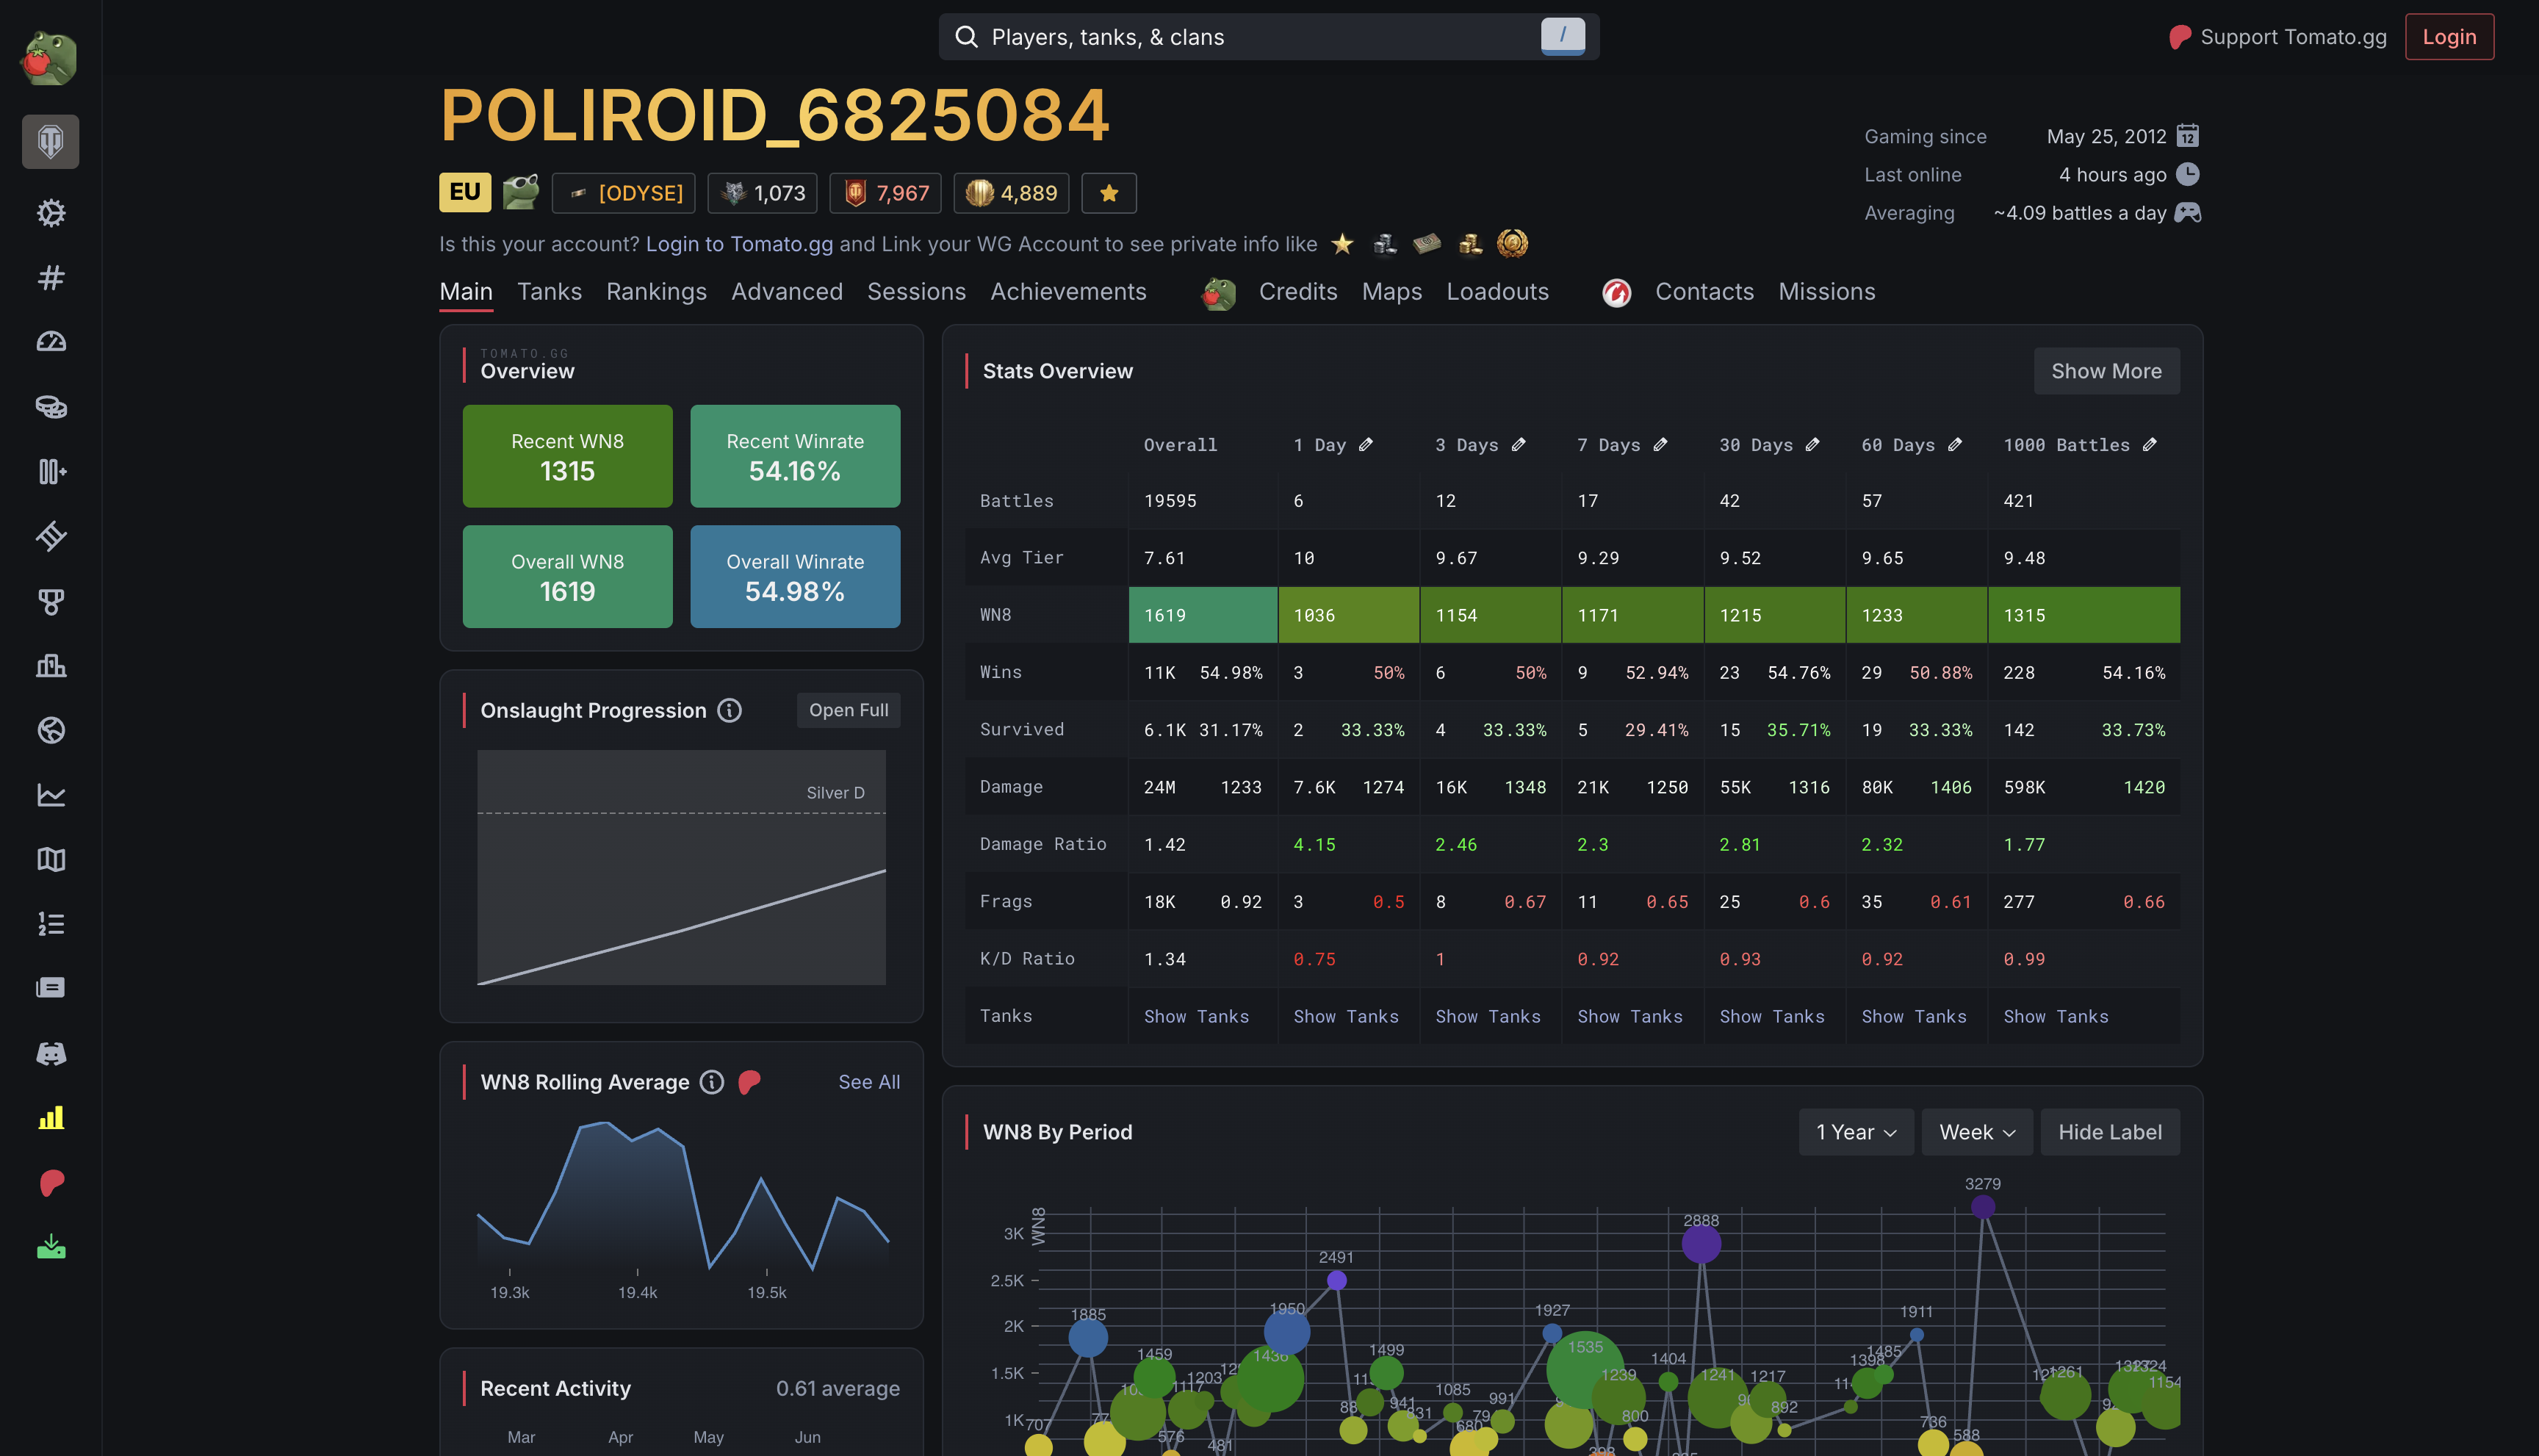 Players, tanks, & clans
/
Support Tomato.gg
Login
POLIROID_6825084
EU
[ODYSE]
1,073
7,967
4,889
Gaming since May 25, 2012 12
Last online 4 hours ago
Averaging ~4.09 battles a day
Is this your account? Login to Tomato.gg and Link your WG Account to see private info like
Main Tanks Rankings Advanced Sessions Achievements Credits Maps Loadouts Contacts Missions
TOMATO.GG
Overview
Recent WN8
1315
Recent Winrate
54.16%
Overall WN8
1619
Overall Winrate
54.98%
Onslaught Progression
Open Full
Silver D
WN8 Rolling Average
See All
19.3k 19.4k 19.5k
Recent Activity
0.61 average
Mar Apr May Jun
Stats Overview
Show More
Overall 1 Day 3 Days 7 Days 30 Days 60 Days 1000 Battles
Battles 19595 6 12 17 42 57 421
Avg Tier 7.61 10 9.67 9.29 9.52 9.65 9.48
WN8 1619 1036 1154 1171 1215 1233 1315
Wins 11K 54.98% 3 50% 6 50% 9 52.94% 23 54.76% 29 50.88% 228 54.16%
Survived 6.1K 31.17% 2 33.33% 4 33.33% 5 29.41% 15 35.71% 19 33.33% 142 33.73%
Damage 24M 1233 7.6K 1274 16K 1348 21K 1250 55K 1316 80K 1406 598K 1420
Damage Ratio 1.42 4.15 2.46 2.3 2.81 2.32 1.77
Frags 18K 0.92 3 0.5 8 0.67 11 0.65 25 0.6 35 0.61 277 0.66
K/D Ratio 1.34 0.75 1 0.92 0.93 0.92 0.99
Tanks Show Tanks Show Tanks Show Tanks Show Tanks Show Tanks Show Tanks Show Tanks
WN8 By Period
1 Year
Week
Hide Label
WN8
3279
3K
2888
2491
2.5K
1950
1927
1911
1885
2K
1535
1499
1485
1459
1436
1404
1398
1.5K
1261
1241
1239
1217
1203
1154
1117
1085
991
941
892
831
800
736
707
1K
680
588
576
481